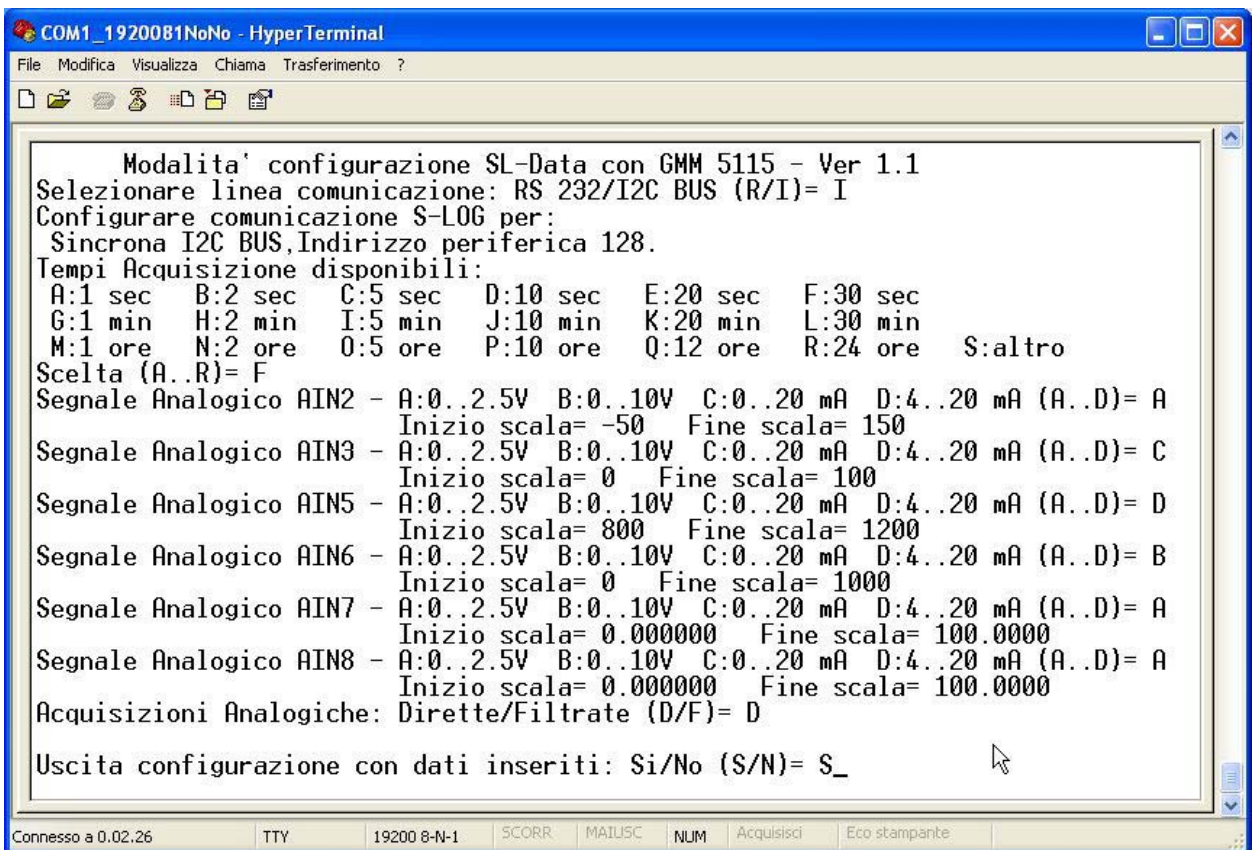 COM1_1920081NoNo - HyperTerminal
File Modifica Visualizza Chiama Trasferimento ?
Modalita' configurazione SL-Data con GMM 5115 - Ver 1.1
Selezionare linea comunicazione: RS 232/I2C BUS (R/I)= I
Configurare comunicazione S-LOG per:
Sincrona I2C BUS,Indirizzo periferica 128.
Tempi Acquisizione disponibili:
A:1 sec B:2 sec C:5 sec D:10 sec E:20 sec F:30 sec
G:1 min H:2 min I:5 min J:10 min K:20 min L:30 min
M:1 ore N:2 ore O:5 ore P:10 ore Q:12 ore R:24 ore S:altro
Scelta (A..R)= F
Segnale Analogico AIN2 - A:0..2.5V B:0..10V C:0..20 mA D:4..20 mA (A..D)= A
Inizio scala= -50 Fine scala= 150
Segnale Analogico AIN3 - A:0..2.5V B:0..10V C:0..20 mA D:4..20 mA (A..D)= C
Inizio scala= 0 Fine scala= 100
Segnale Analogico AIN5 - A:0..2.5V B:0..10V C:0..20 mA D:4..20 mA (A..D)= D
Inizio scala= 800 Fine scala= 1200
Segnale Analogico AIN6 - A:0..2.5V B:0..10V C:0..20 mA D:4..20 mA (A..D)= B
Inizio scala= 0 Fine scala= 1000
Segnale Analogico AIN7 - A:0..2.5V B:0..10V C:0..20 mA D:4..20 mA (A..D)= A
Inizio scala= 0.000000 Fine scala= 100.0000
Segnale Analogico AIN8 - A:0..2.5V B:0..10V C:0..20 mA D:4..20 mA (A..D)= A
Inizio scala= 0.000000 Fine scala= 100.0000
Acquisizioni Analogiche: Dirette/Filtrate (D/F)= D
Uscita configurazione con dati inseriti: Si/No (S/N)= S_
Connesso a 0.02.26 TTY 19200 8-N-1 SCORR MAIUSC NUM Acquisisci Eco stampante